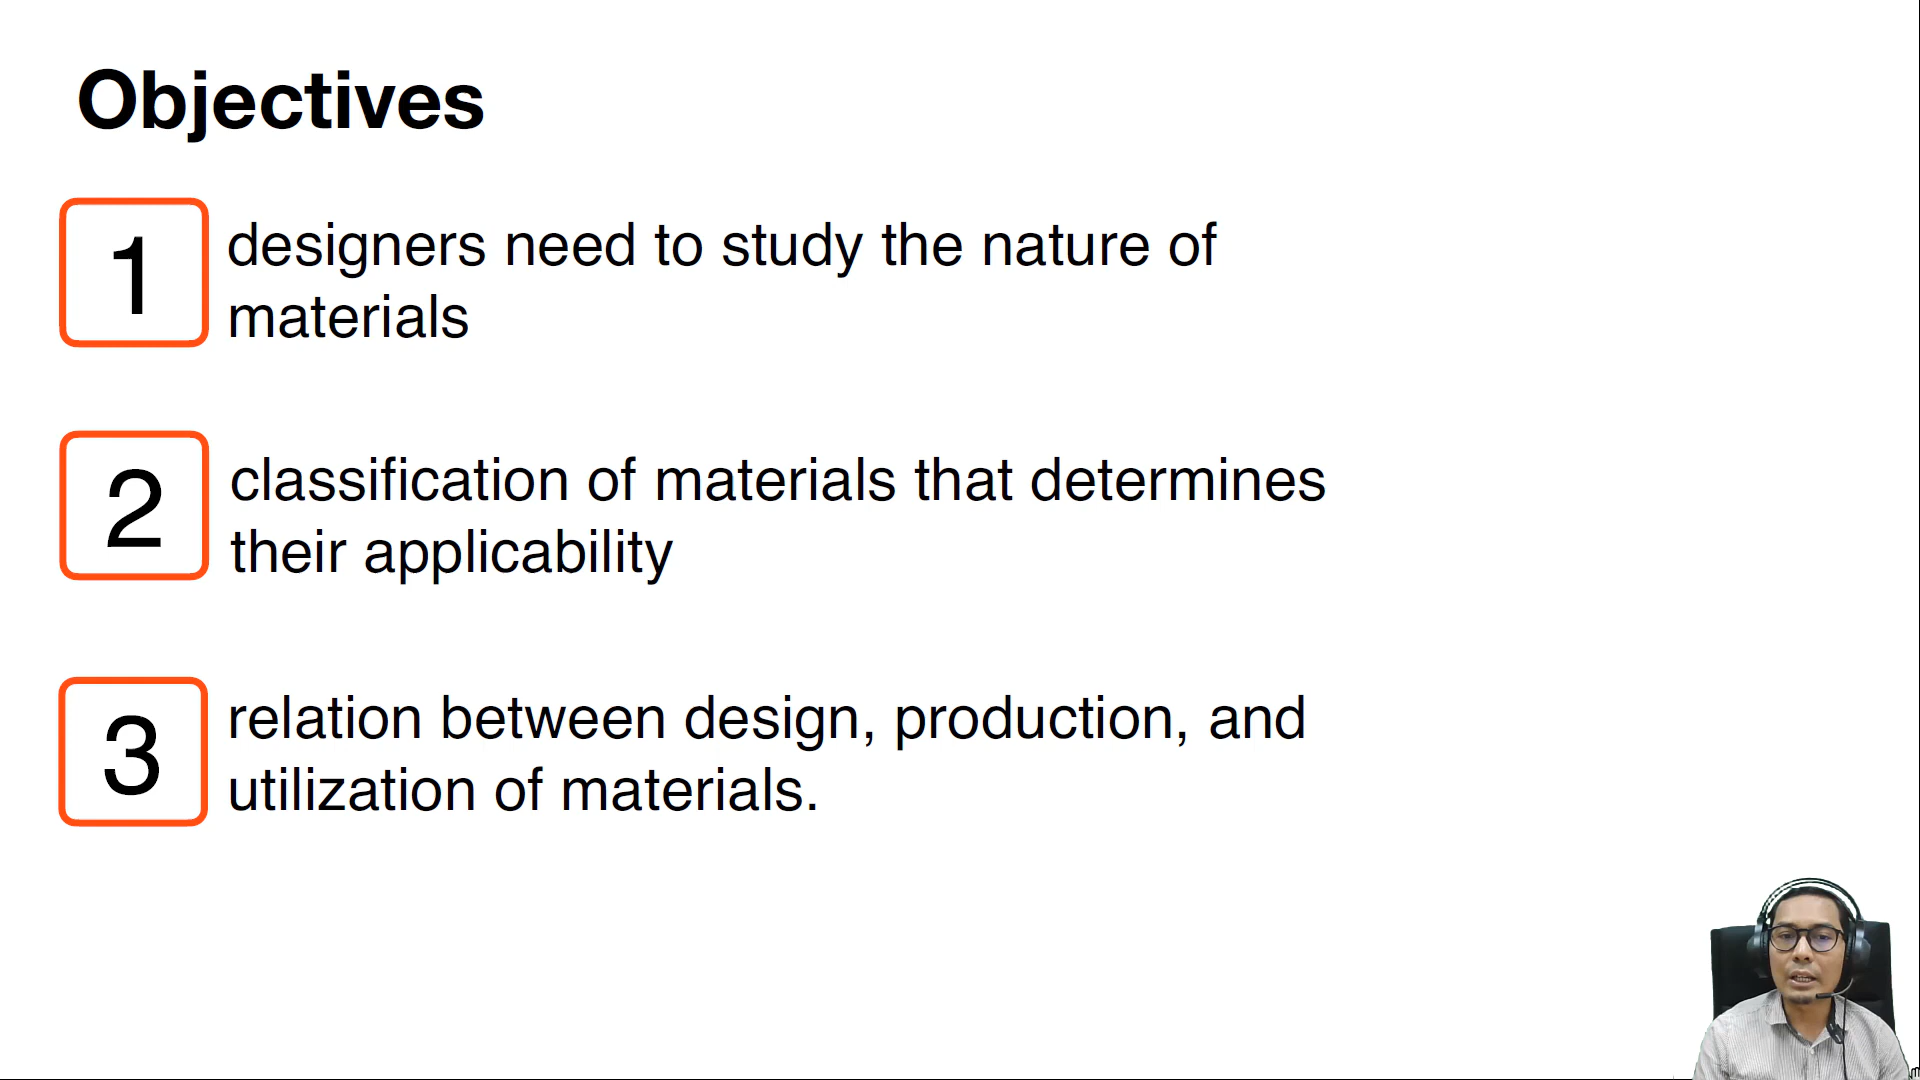 Objectives
1
designers need to study the nature of
materials
2
classification of materials that determines
their applicability
3
relation between design, production, and
utilization of materials.